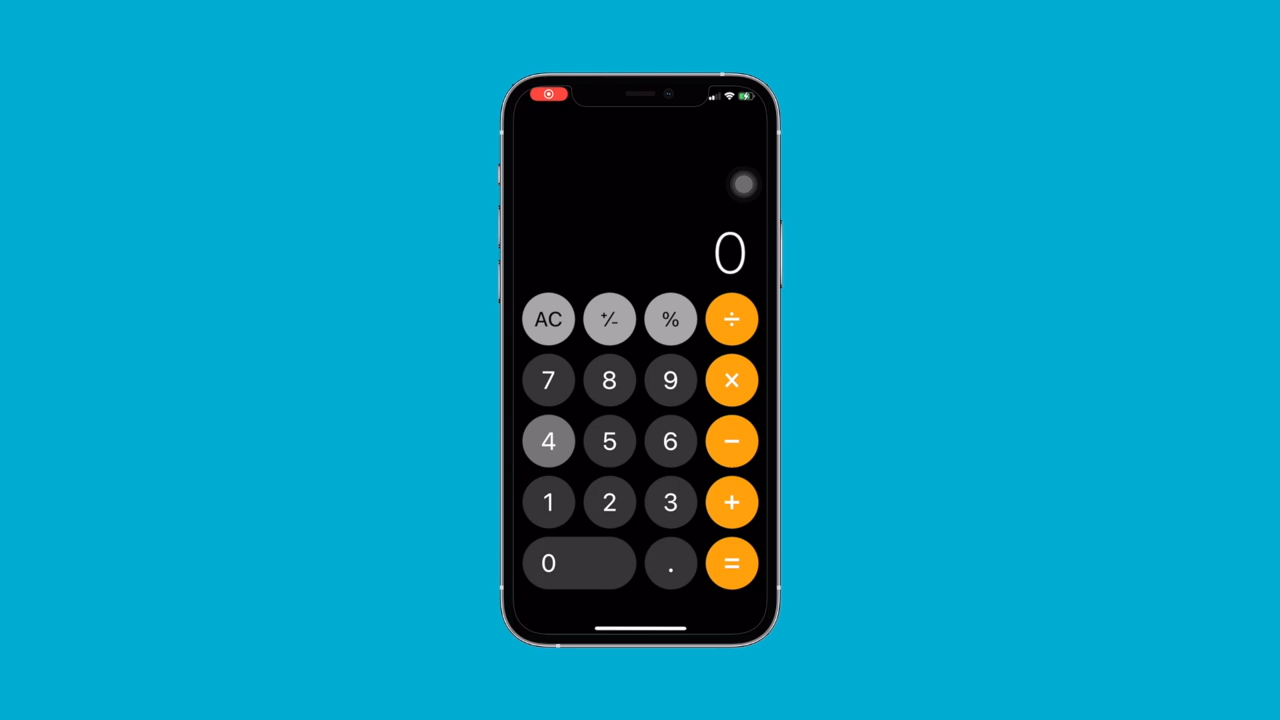 0
AC ⁺∕₋ % ÷
7 8 9 ×
4 5 6 −
1 2 3 +
0 . =